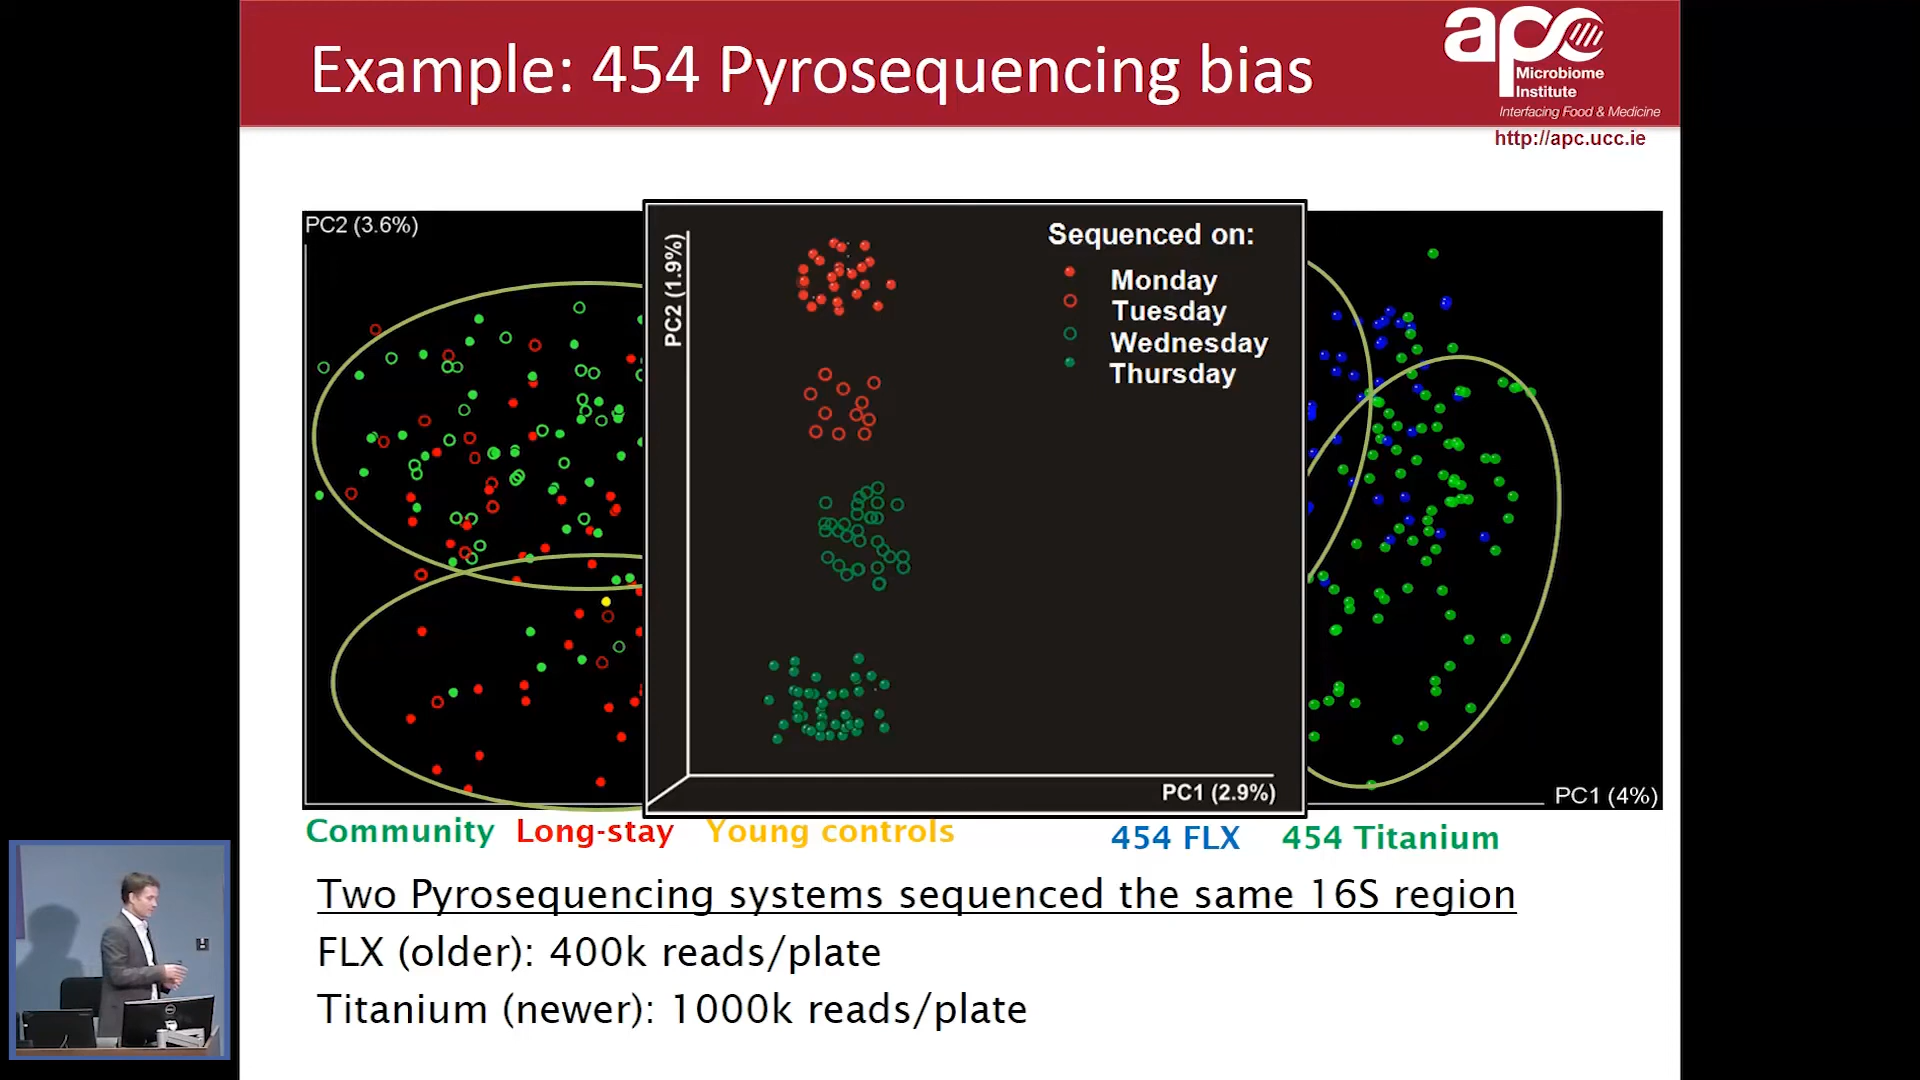 Example: 454 Pyrosequencing bias
apc
Microbiome
Institute
Interfacing Food & Medicine
http://apc.ucc.ie
PC2 (3.6%)
PC2 (1.9%)
Sequenced on:
Monday
Tuesday
Wednesday
Thursday
PC1 (2.9%)
PC1 (4%)
Community Long-stay Young controls
454 FLX 454 Titanium
Two Pyrosequencing systems sequenced the same 16S region
FLX (older): 400k reads/plate
Titanium (newer): 1000k reads/plate